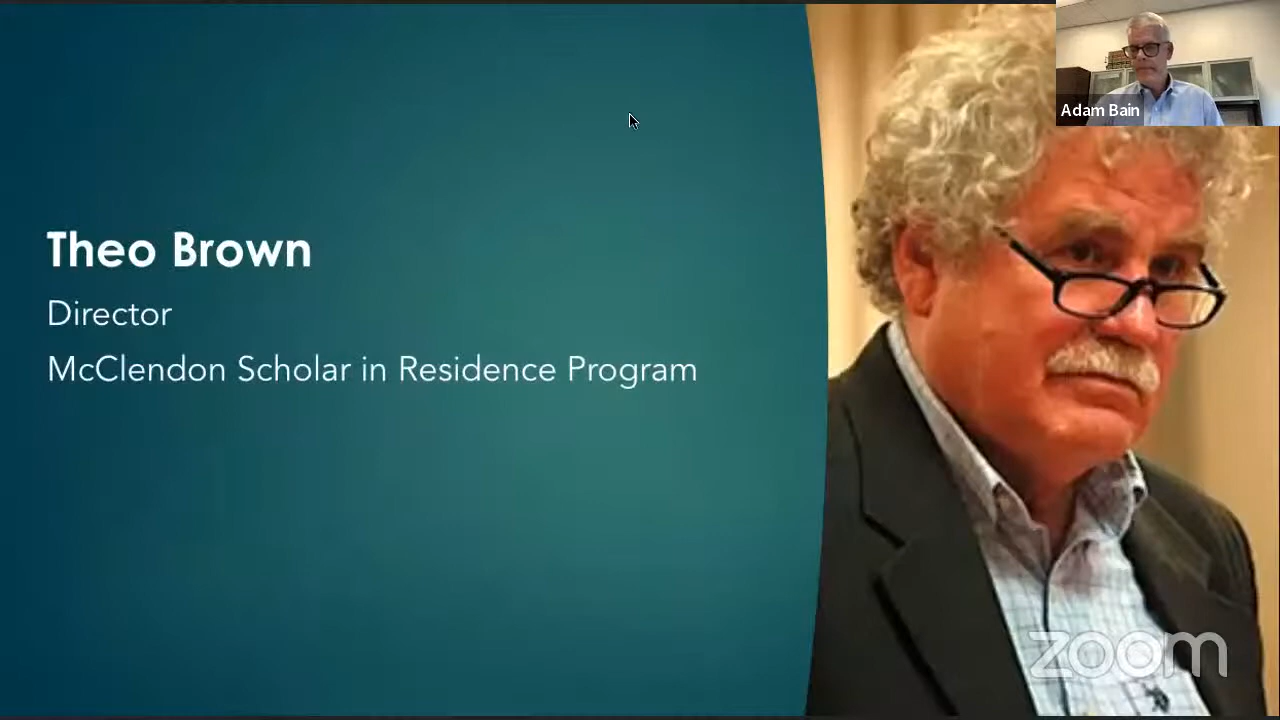 Theo Brown
Director
McClendon Scholar in Residence Program
Adam Bain
zoom